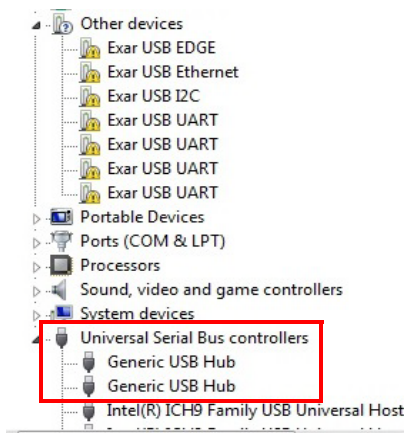 Other devices
Exar USB EDGE
Exar USB Ethernet
Exar USB I2C
Exar USB UART
Exar USB UART
Exar USB UART
Exar USB UART
Portable Devices
Ports (COM & LPT)
Processors
Sound, video and game controllers
System devices
Universal Serial Bus controllers
Generic USB Hub
Generic USB Hub
Intel(R) ICH9 Family USB Universal Host